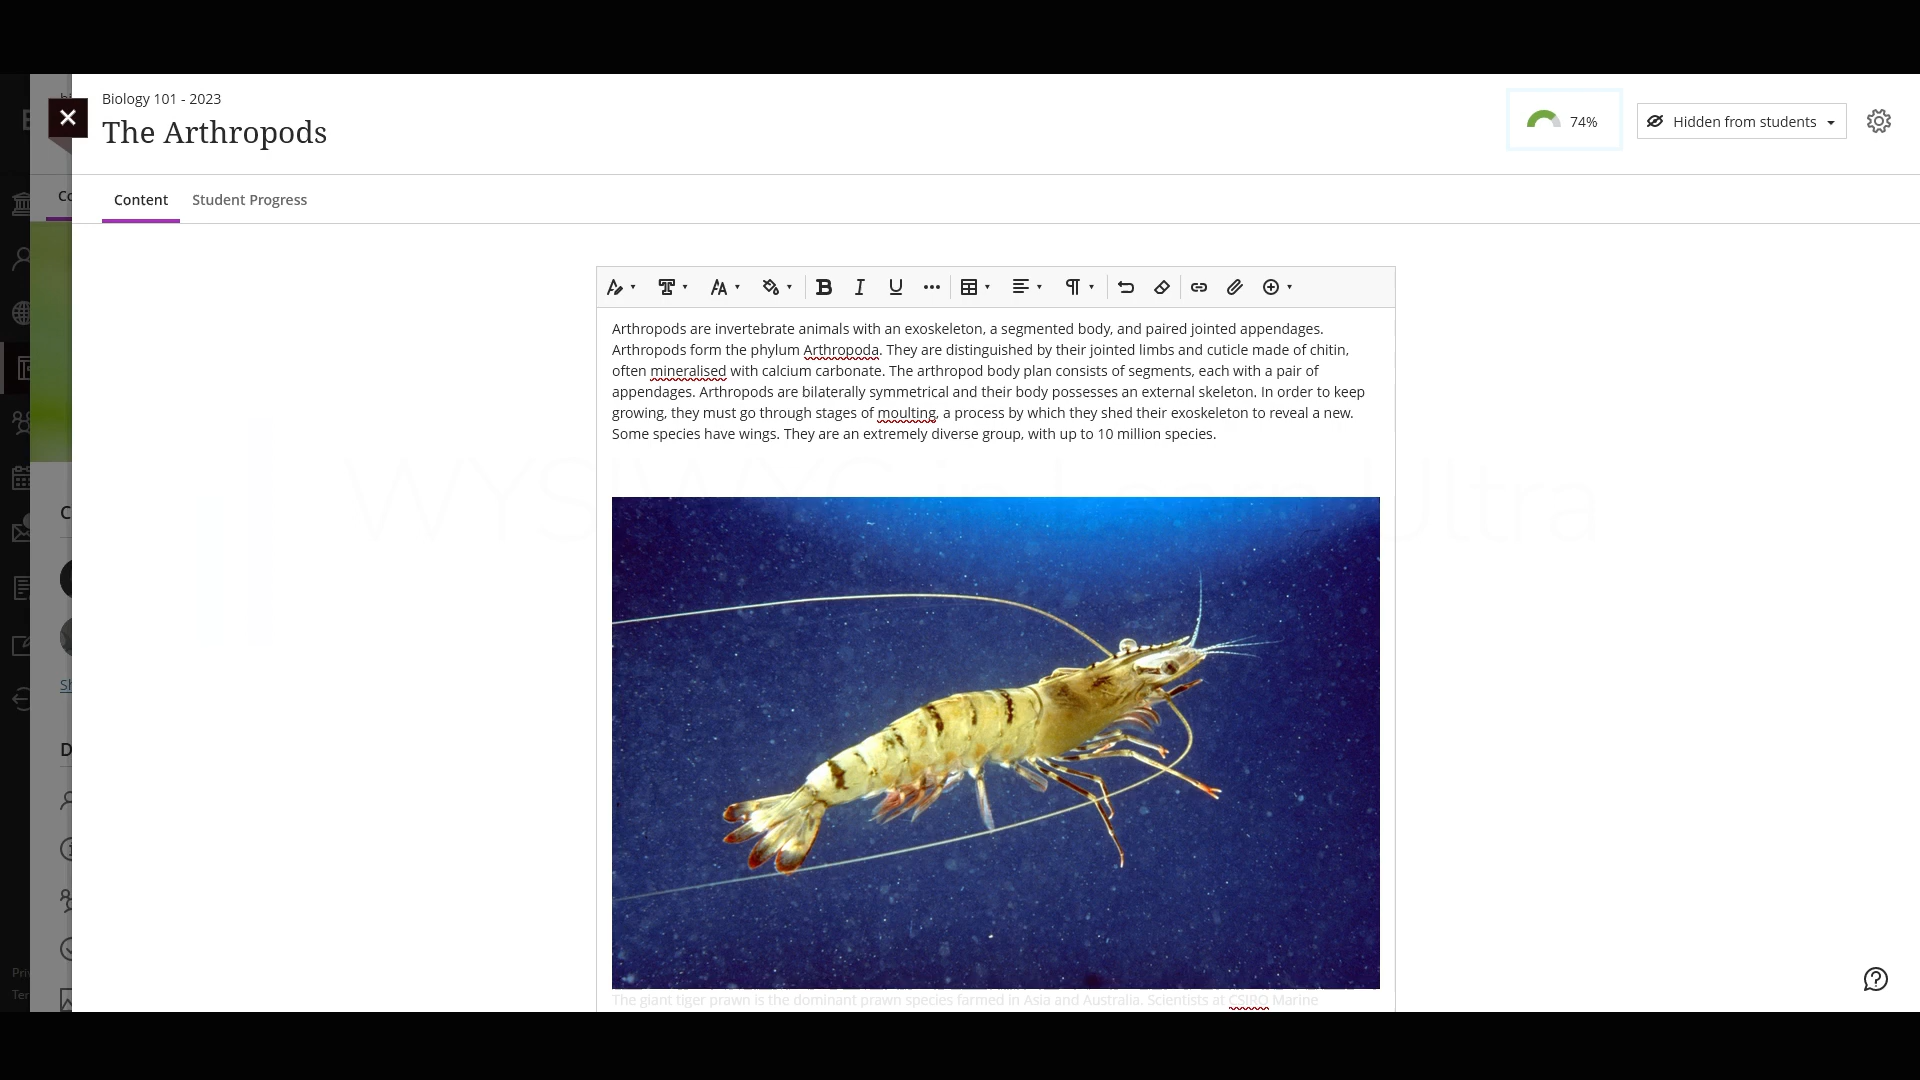 Biology 101 - 2023
The Arthropods
74%
Hidden from students
Content
Student Progress
Arthropods are invertebrate animals with an exoskeleton, a segmented body, and paired jointed appendages.
Arthropods form the phylum Arthropoda. They are distinguished by their jointed limbs and cuticle made of chitin,
often mineralised with calcium carbonate. The arthropod body plan consists of segments, each with a pair of
appendages. Arthropods are bilaterally symmetrical and their body possesses an external skeleton. In order to keep
growing, they must go through stages of moulting, a process by which they shed their exoskeleton to reveal a new.
Some species have wings. They are an extremely diverse group, with up to 10 million species.
WYSIWYG in Learn Ultra
The giant tiger prawn is the dominant prawn species farmed in Asia and Australia. Scientists at CSIRO Marine